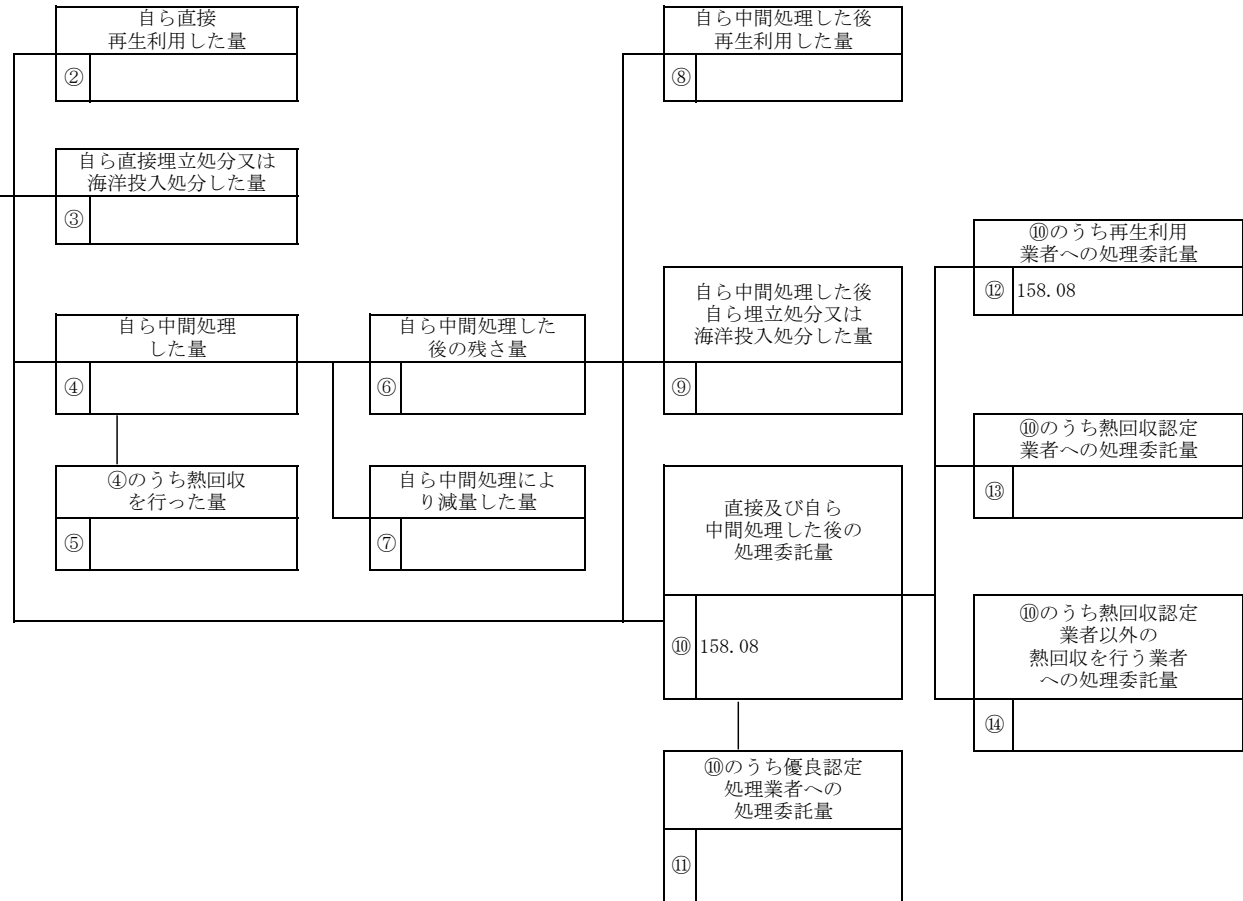 自ら直接
再生利用した量
②
自ら直接埋立処分又は
海洋投入処分した量
③
自ら中間処理
した量
④
④のうち熱回収
を行った量
⑤
自ら中間処理した
後の残さ量
⑥
自ら中間処理によ
り減量した量
⑦
自ら中間処理した後
再生利用した量
⑧
自ら中間処理した後
自ら埋立処分又は
海洋投入処分した量
⑨
直接及び自ら
中間処理した後の
処理委託量
⑩ 158.08
⑩のうち優良認定
処理業者への
処理委託量
⑪
⑩のうち再生利用
業者への処理委託量
⑫ 158.08
⑩のうち熱回収認定
業者への処理委託量
⑬
⑩のうち熱回収認定
業者以外の
熱回収を行う業者
への処理委託量
⑭